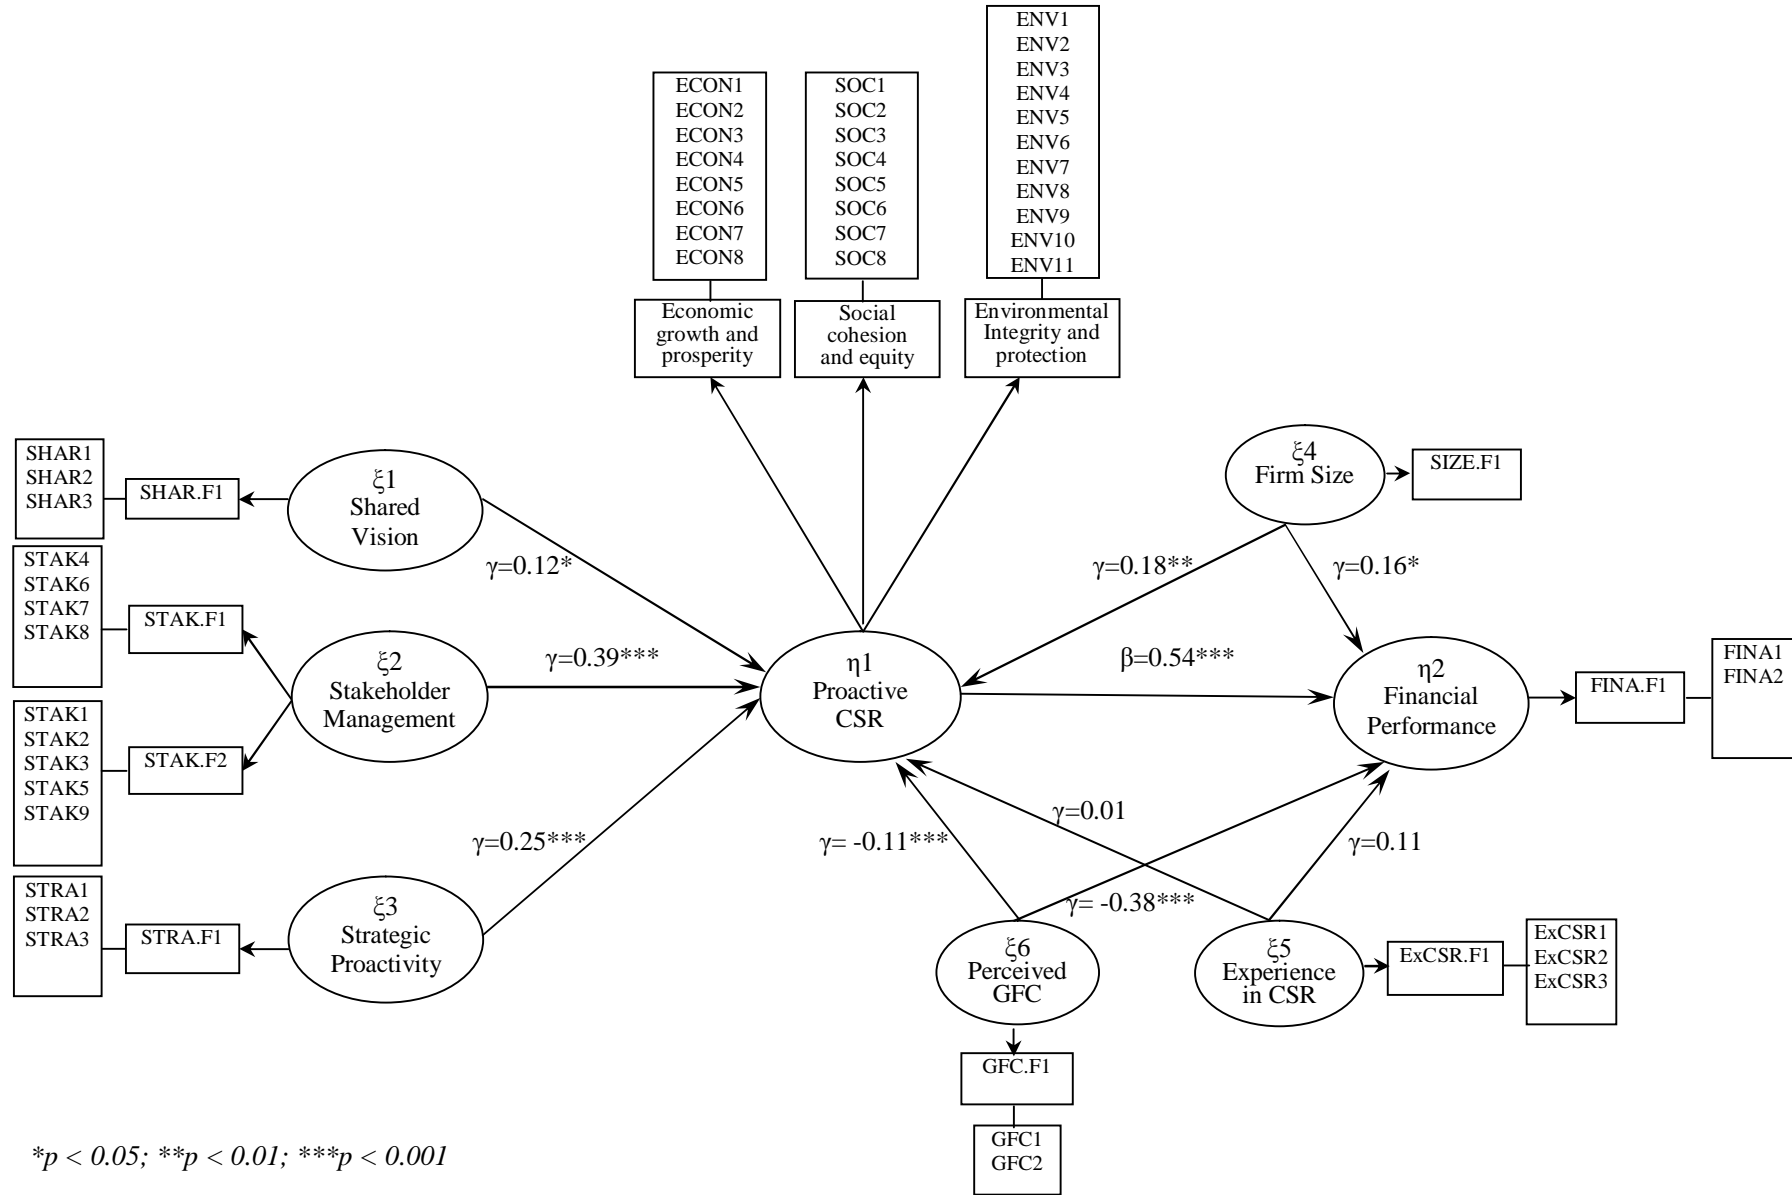 ENV1
ENV2
ENV3
ENV4
ENV5
ENV6
ENV7
ENV8
ENV9
ENV10
ENV11
ECON1
ECON2
ECON3
ECON4
ECON5
ECON6
ECON7
ECON8
SOC1
SOC2
SOC3
SOC4
SOC5
SOC6
SOC7
SOC8
Economic
growth and
prosperity
Social
cohesion
and equity
Environmental
Integrity and
protection
SHAR1
SHAR2
SHAR3
SHAR.F1
ξ1
Shared
Vision
γ=0.12*
ξ4
Firm Size
SIZE.F1
γ=0.18**
γ=0.16*
STAK4
STAK6
STAK7
STAK8
STAK.F1
ξ2
Stakeholder
Management
γ=0.39***
η1
Proactive
CSR
β=0.54***
η2
Financial
Performance
FINA.F1
FINA1
FINA2
STAK1
STAK2
STAK3
STAK5
STAK9
STAK.F2
γ=0.25***
γ= -0.11***
γ=0.01
γ=0.11
γ= -0.38***
STRA1
STRA2
STRA3
STRA.F1
ξ3
Strategic
Proactivity
ξ6
Perceived
GFC
ξ5
Experience
in CSR
ExCSR.F1
ExCSR1
ExCSR2
ExCSR3
GFC.F1
GFC1
GFC2
*p < 0.05; **p < 0.01; ***p < 0.001